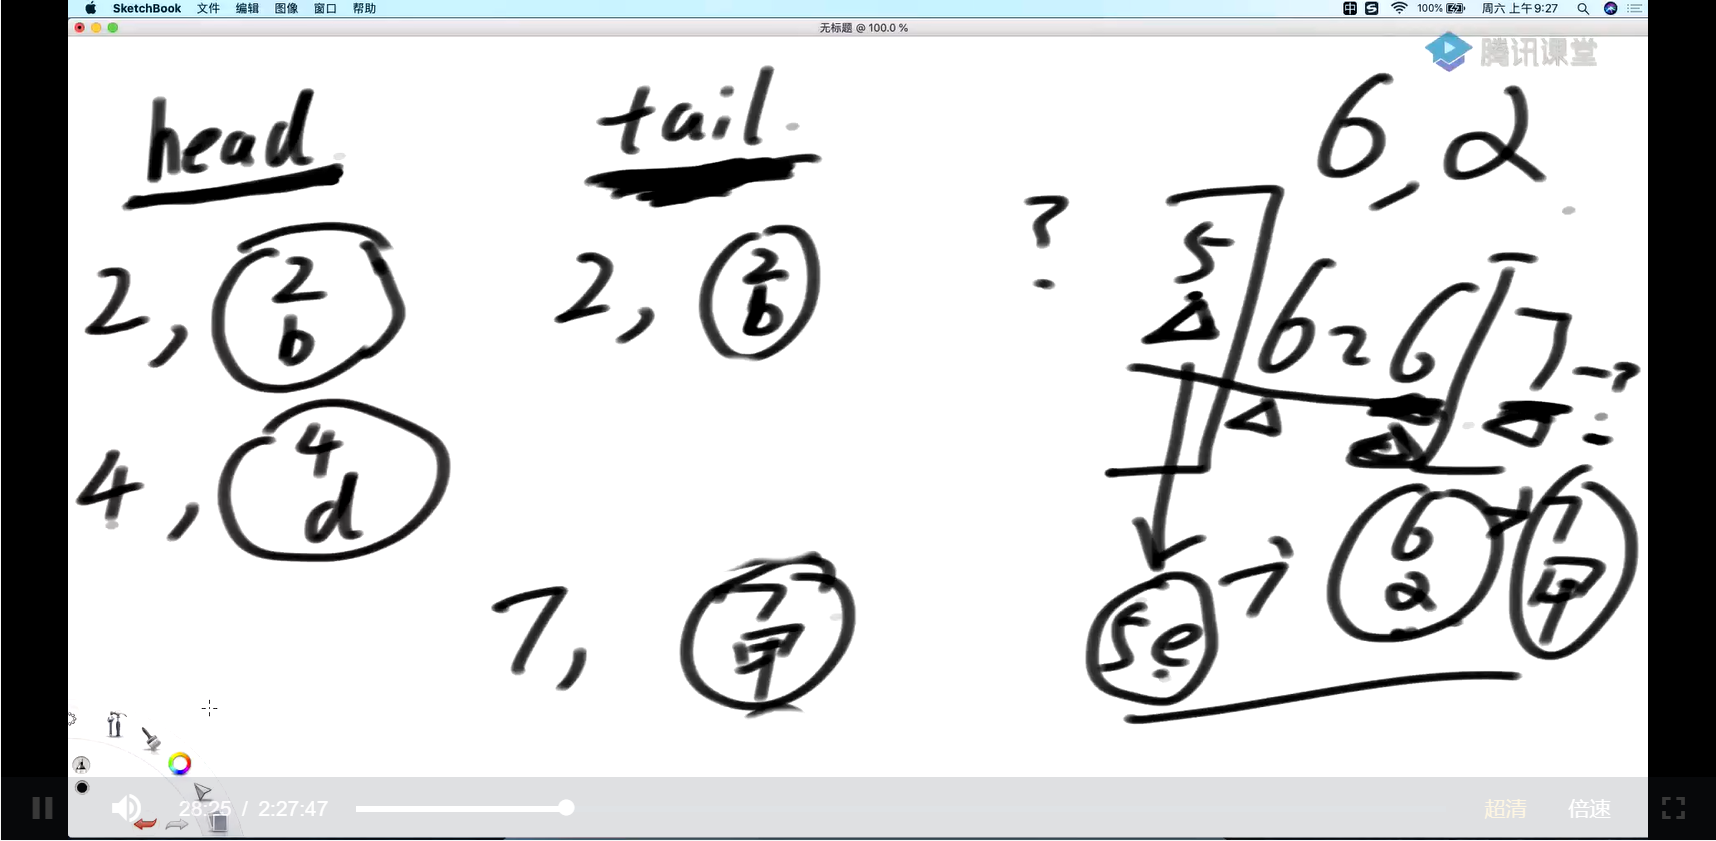 SketchBook 文件 编辑 图像 窗口 帮助
100% 周六 上午9:27
无标题 @ 100.0 %
腾讯课堂
head
tail
6,2
?
2, 2 b
2, 2 b
5
6 2 6
7 → ?
4, 4 d
7, 7 甲
5 e
6 2
7 甲
28:25 / 2:27:47
超清
倍速